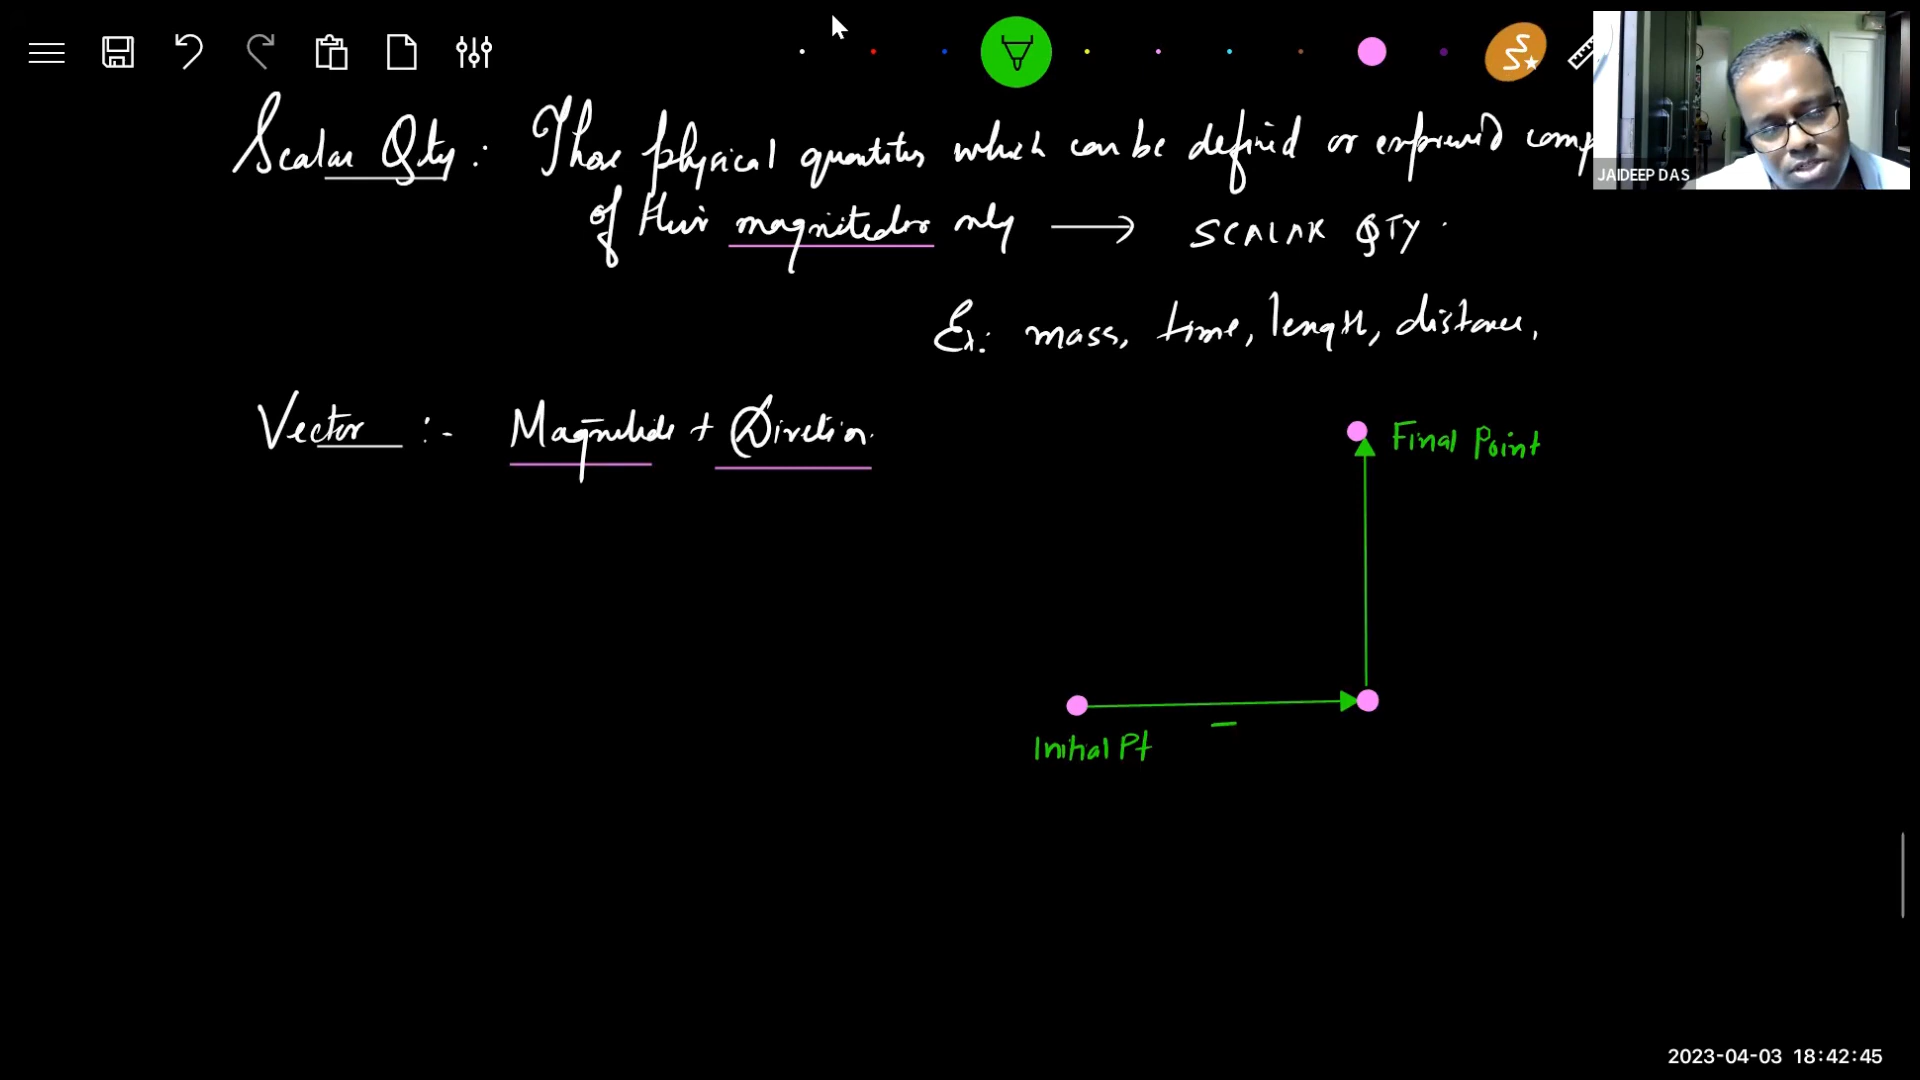 Scalar Qty : Those physical quantities which can be defined or expressed comp
of their magnitudes only → SCALAR QTY.
Ex: mass, time, length, distance,
Vector :- Magnitude + Direction.
Final Point
Initial Pt
JAIDEEP DAS
2023-04-03 18:42:45